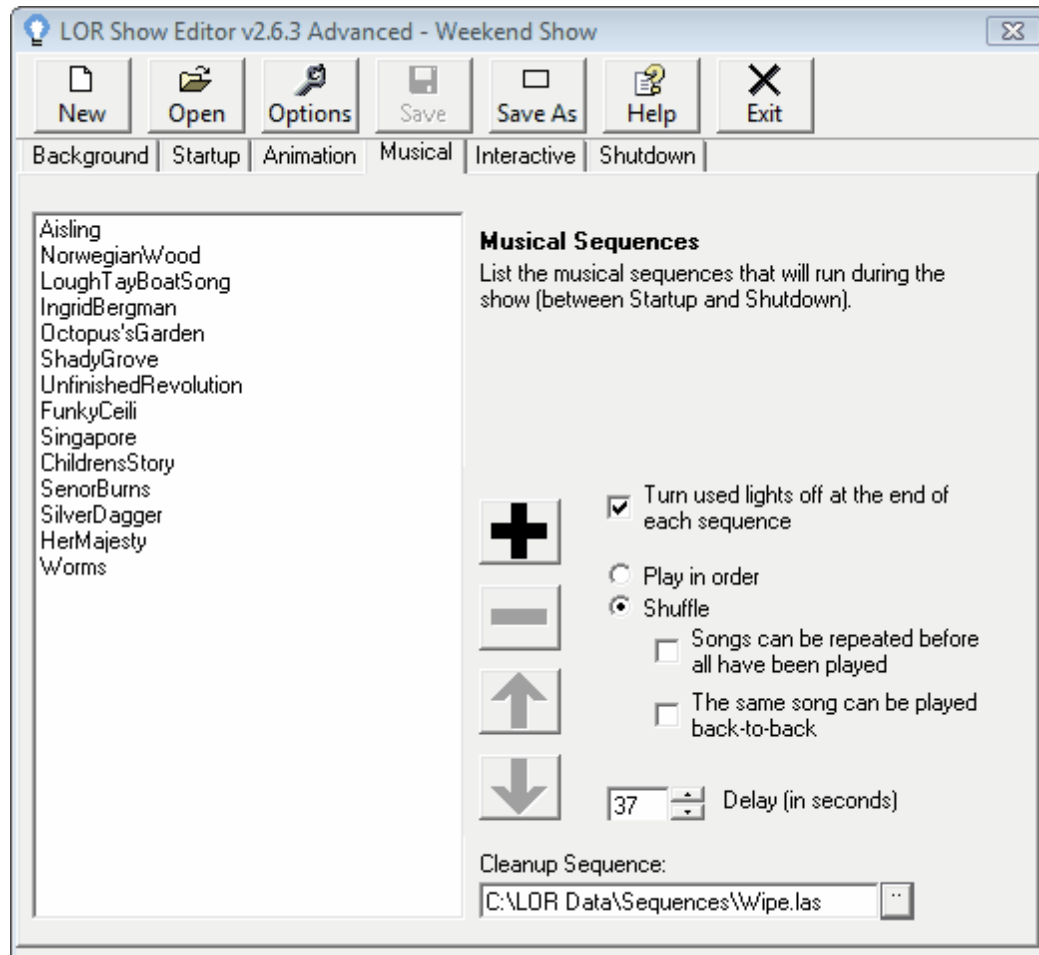 LOR Show Editor v2.6.3 Advanced - Weekend Show
New Open Options Save Save As Help Exit
Background Startup Animation Musical Interactive Shutdown
Aisling
NorwegianWood
LoughTayBoatSong
IngridBergman
Octopus'sGarden
ShadyGrove
UnfinishedRevolution
FunkyCeili
Singapore
ChildrensStory
SenorBurns
SilverDagger
HerMajesty
Worms
Musical Sequences
List the musical sequences that will run during the
show (between Startup and Shutdown).
Turn used lights off at the end of
each sequence
Play in order
Shuffle
Songs can be repeated before
all have been played
The same song can be played
back-to-back
37 Delay (in seconds)
Cleanup Sequence:
C:\LOR Data\Sequences\Wipe.las ..